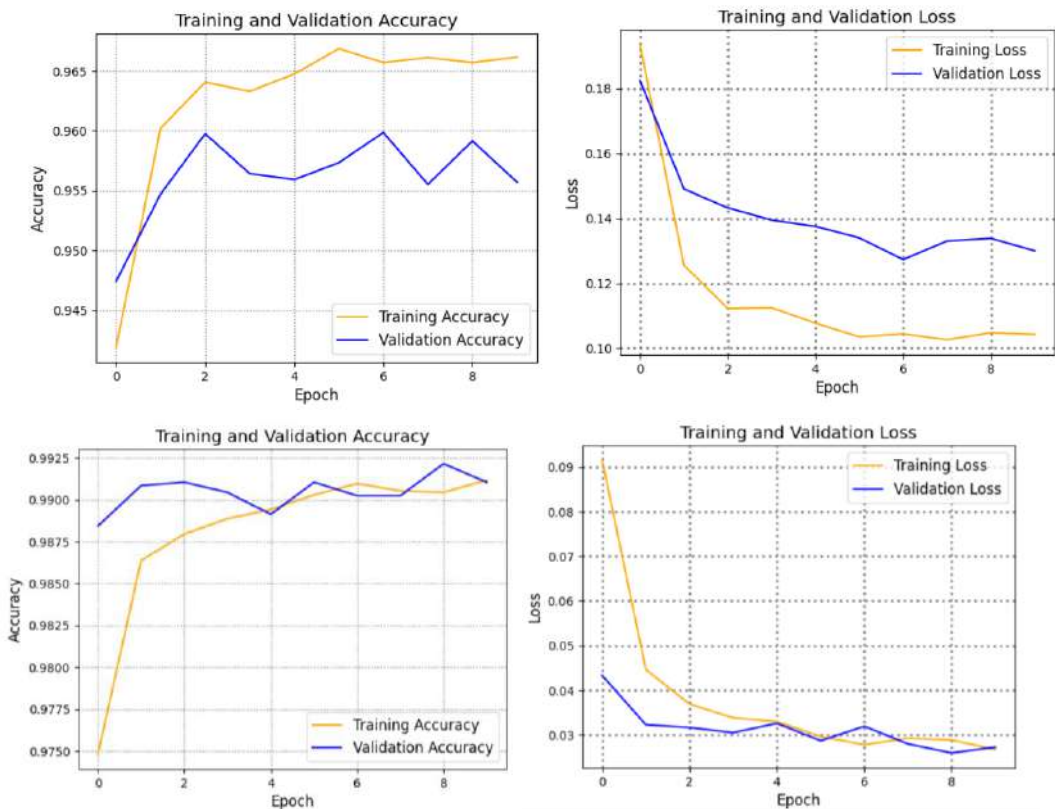 Training and Validation Accuracy
0.965
0.960
0.955
0.950
0.945
Accuracy
Training Accuracy
Validation Accuracy
0 2 4 6 8
Epoch
Training and Validation Loss
Training Loss
Validation Loss
0.18
0.16
0.14
0.12
0.10
Loss
0 2 4 6 8
Epoch
Training and Validation Accuracy
0.9925
0.9900
0.9875
0.9850
0.9825
0.9800
0.9775
0.9750
Accuracy
Training Accuracy
Validation Accuracy
0 2 4 6 8
Epoch
Training and Validation Loss
Training Loss
Validation Loss
0.09
0.08
0.07
0.06
0.05
0.04
0.03
Loss
0 2 4 6 8
Epoch